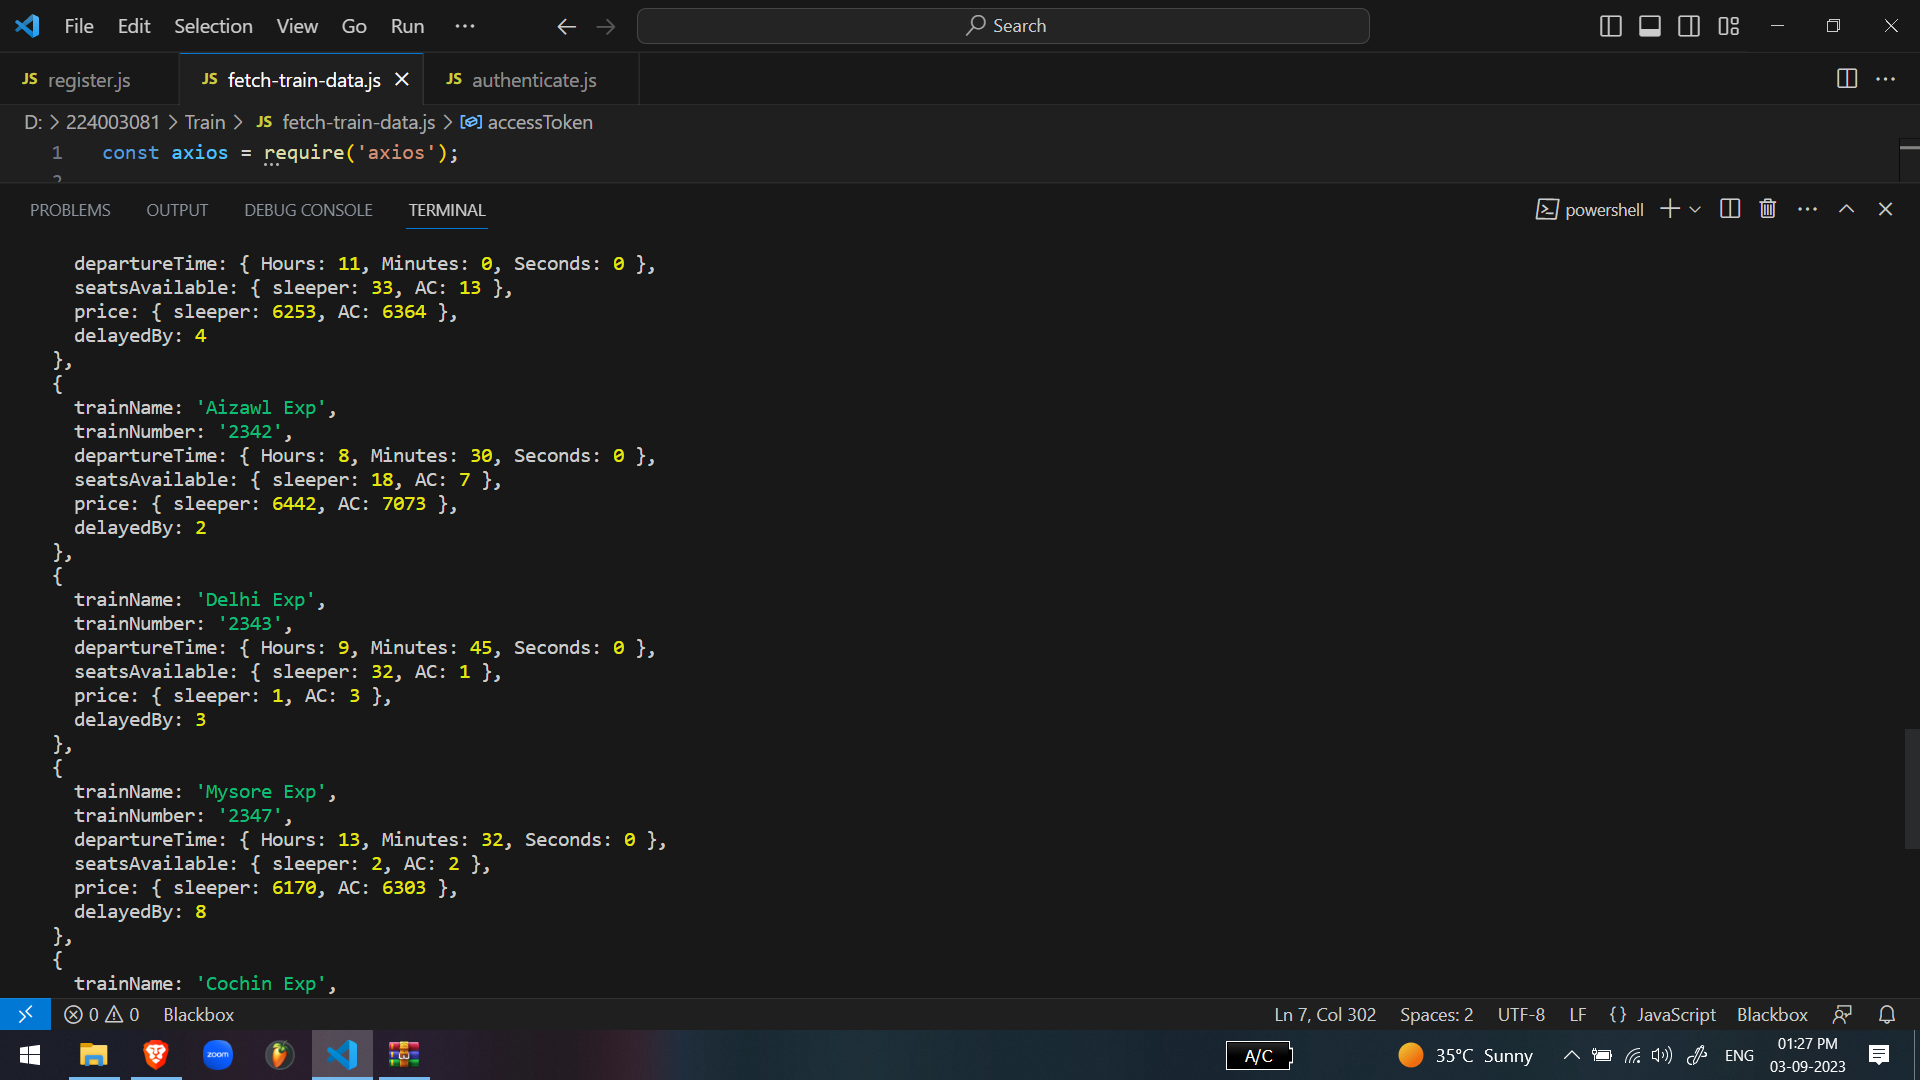 File Edit Selection View Go Run ··· Search
JS register.js JS fetch-train-data.js JS authenticate.js
D: > 224003081 > Train > JS fetch-train-data.js > accessToken
1 const axios = require('axios');
2
PROBLEMS OUTPUT DEBUG CONSOLE TERMINAL powershell
departureTime: { Hours: 11, Minutes: 0, Seconds: 0 },
seatsAvailable: { sleeper: 33, AC: 13 },
price: { sleeper: 6253, AC: 6364 },
delayedBy: 4
},
{
trainName: 'Aizawl Exp',
trainNumber: '2342',
departureTime: { Hours: 8, Minutes: 30, Seconds: 0 },
seatsAvailable: { sleeper: 18, AC: 7 },
price: { sleeper: 6442, AC: 7073 },
delayedBy: 2
},
{
trainName: 'Delhi Exp',
trainNumber: '2343',
departureTime: { Hours: 9, Minutes: 45, Seconds: 0 },
seatsAvailable: { sleeper: 32, AC: 1 },
price: { sleeper: 1, AC: 3 },
delayedBy: 3
},
{
trainName: 'Mysore Exp',
trainNumber: '2347',
departureTime: { Hours: 13, Minutes: 32, Seconds: 0 },
seatsAvailable: { sleeper: 2, AC: 2 },
price: { sleeper: 6170, AC: 6303 },
delayedBy: 8
},
{
trainName: 'Cochin Exp',
0 0 Blackbox Ln 7, Col 302 Spaces: 2 UTF-8 LF {} JavaScript Blackbox
zoom A/C 35°C Sunny ENG 01:27 PM
03-09-2023